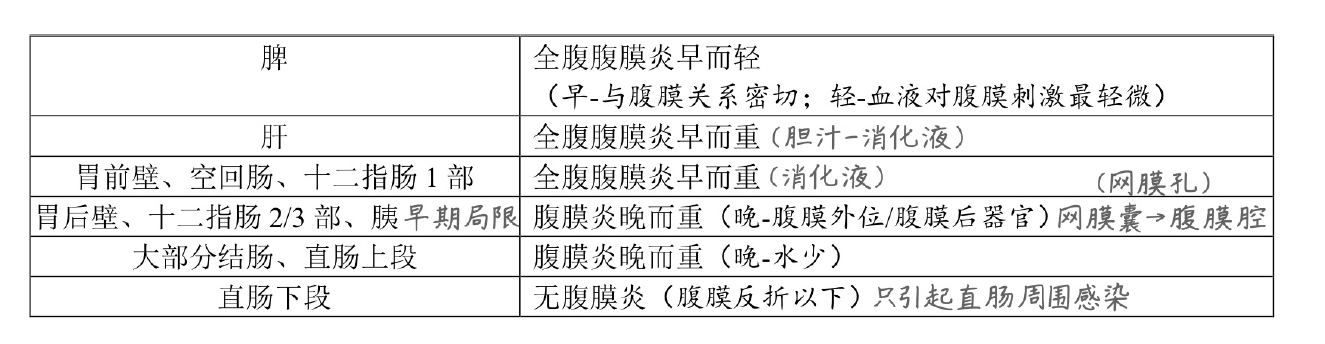 脾
全腹腹膜炎早而轻
（早-与腹膜关系密切；轻-血液对腹膜刺激最轻微）
肝
全腹腹膜炎早而重（胆汁-消化液）
胃前壁、空回肠、十二指肠 1 部
全腹腹膜炎早而重（消化液）
（网膜孔）
胃后壁、十二指肠 2/3 部、胰 早期局限
腹膜炎晚而重（晚-腹膜外位/腹膜后器官）网膜囊→腹膜腔
大部分结肠、直肠上段
腹膜炎晚而重（晚-水少）
直肠下段
无腹膜炎（腹膜反折以下）只引起直肠周围感染